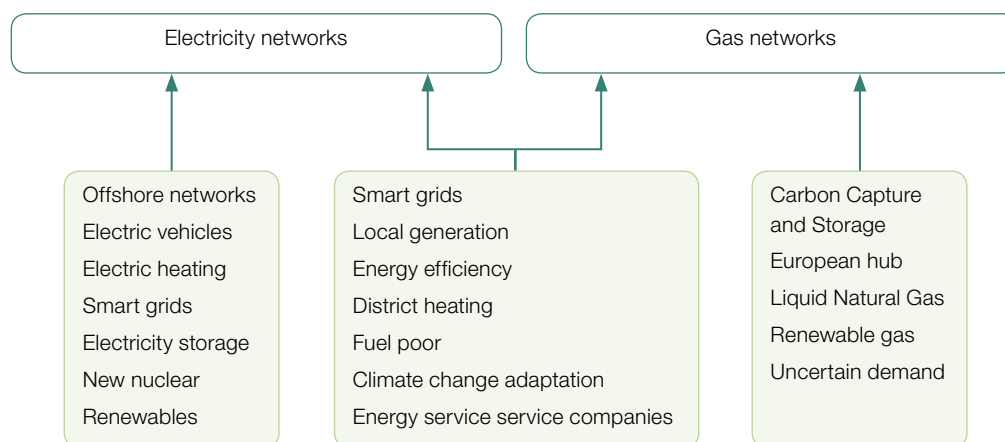 Electricity networks
Gas networks
Offshore networks
Electric vehicles
Electric heating
Smart grids
Electricity storage
New nuclear
Renewables
Smart grids
Local generation
Energy efficiency
District heating
Fuel poor
Climate change adaptation
Energy service service companies
Carbon Capture
and Storage
European hub
Liquid Natural Gas
Renewable gas
Uncertain demand